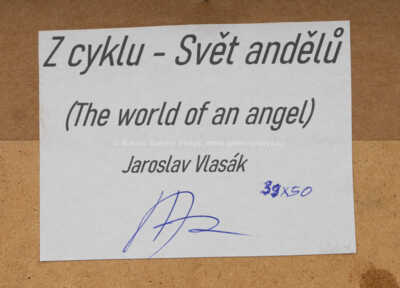 Z cyklu - Svět andělů
(The world of an angel)
Jaroslav Vlasák
39x50